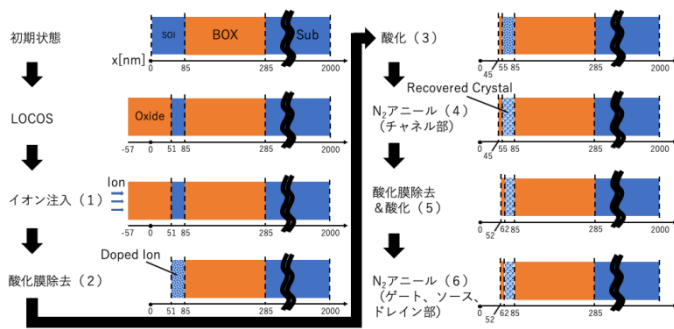 初期状態
SOI
BOX
Sub
x[nm]
0
85
285
2000
LOCOS
Oxide
-57
0
51
85
285
2000
イオン注入（1）
Ion
-57
0
51
85
285
2000
酸化膜除去（2）
Doped Ion
0
51
85
285
2000
酸化（3）
0
45
55
85
285
2000
N₂アニール（4）
（チャネル部）
Recovered Crystal
0
45
55
85
285
2000
酸化膜除去
＆酸化（5）
0
52
62
85
285
2000
N₂アニール（6）
（ゲート、ソース、
ドレイン部）
0
52
62
85
285
2000